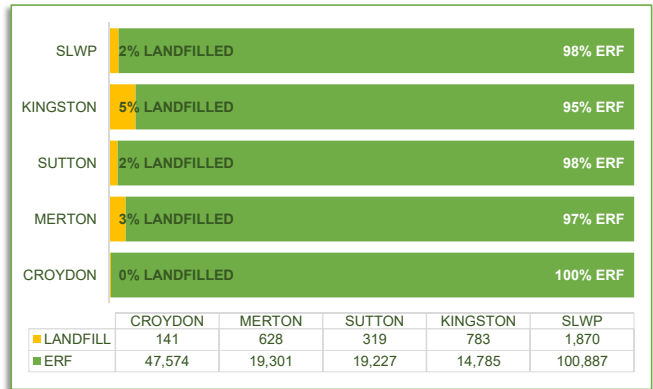 SLWP 2% LANDFILLED 98% ERF
KINGSTON 5% LANDFILLED 95% ERF
SUTTON 2% LANDFILLED 98% ERF
MERTON 3% LANDFILLED 97% ERF
CROYDON 0% LANDFILLED 100% ERF
CROYDON MERTON SUTTON KINGSTON SLWP
LANDFILL 141 628 319 783 1,870
ERF 47,574 19,301 19,227 14,785 100,887